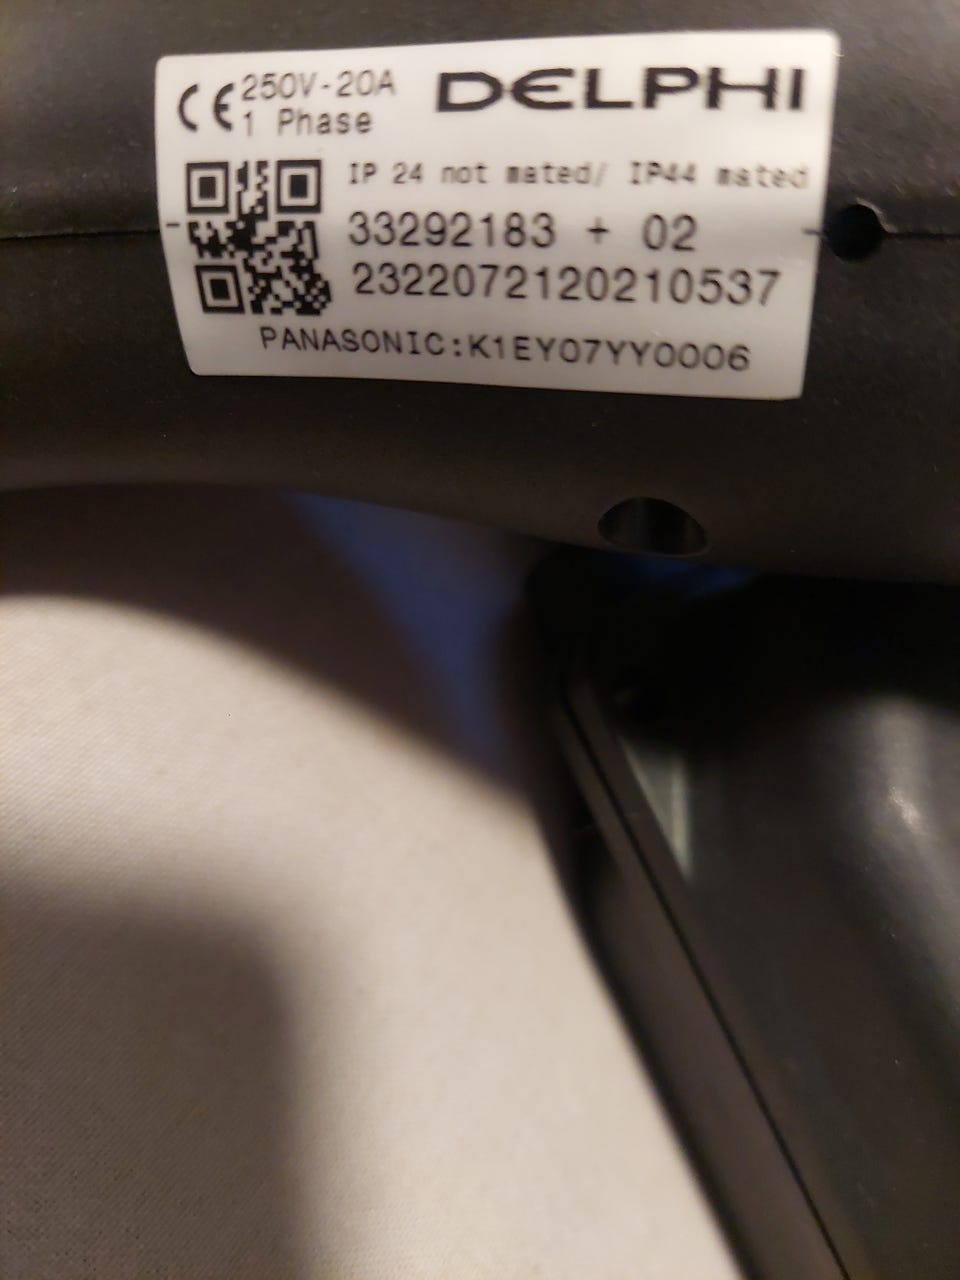 CE 250V-20A DELPHI
1 Phase
IP 24 not mated/ IP44 mated
33292183 + 02
2322072120210537
PANASONIC:K1EY07YY0006